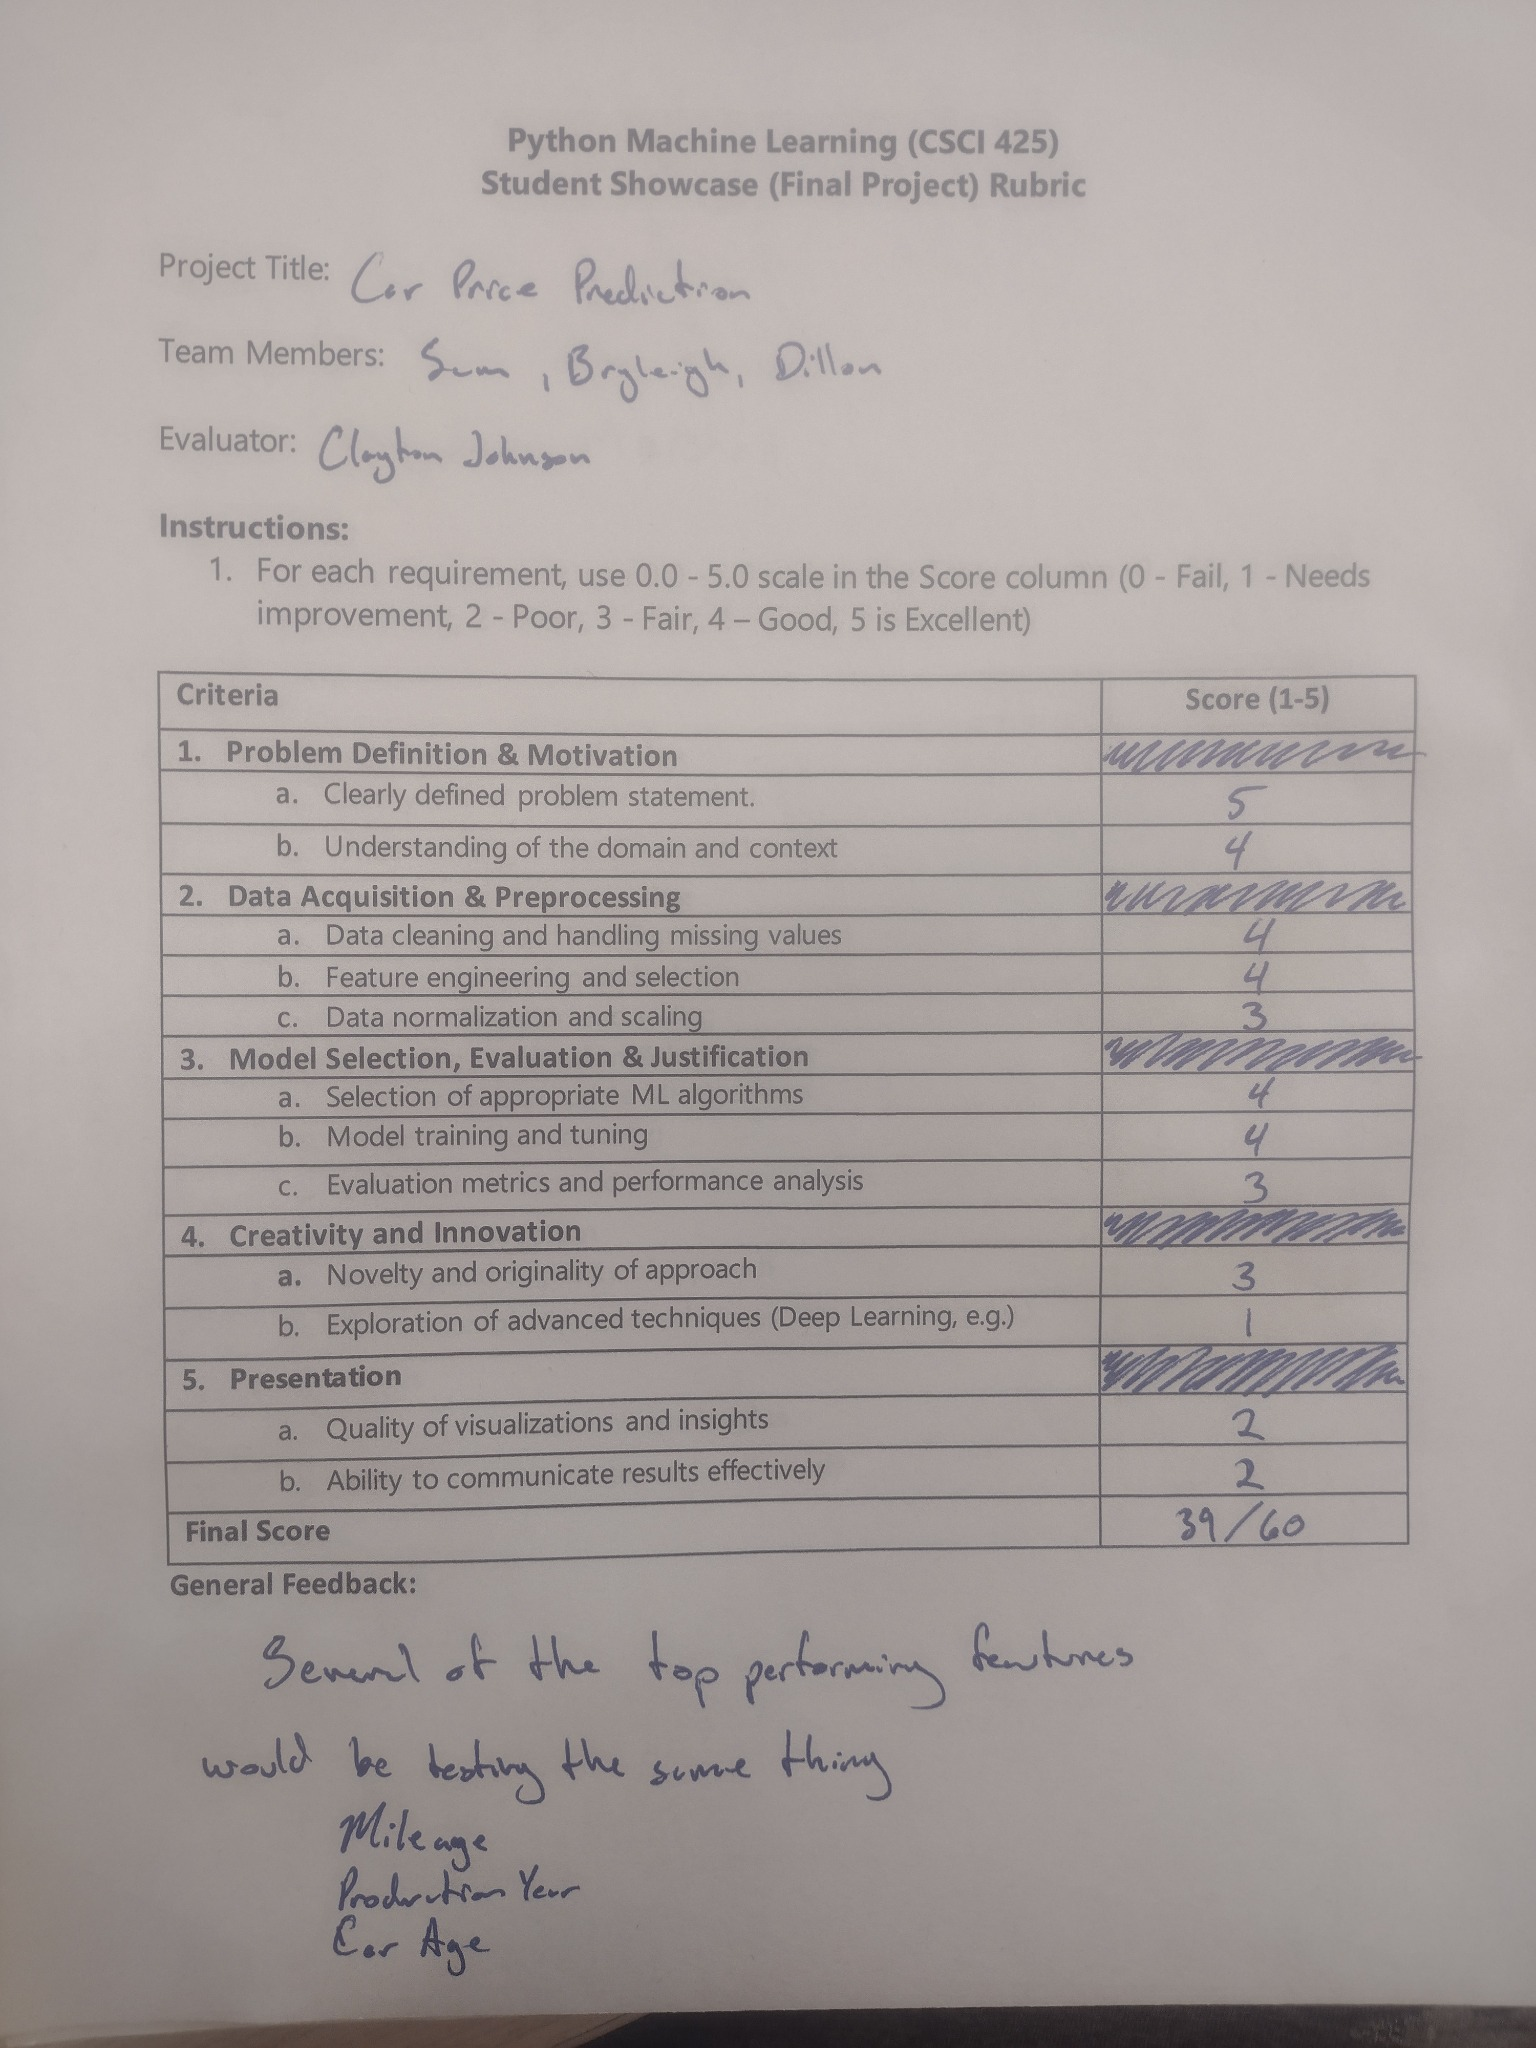 Python Machine Learning (CSCI 425)
Student Showcase (Final Project) Rubric
Project Title: Car Price Prediction
Team Members: Sam, Bryleigh, Dillon
Evaluator: Clayton Johnson
Instructions:
1. For each requirement, use 0.0 - 5.0 scale in the Score column (0 - Fail, 1 - Needs
improvement, 2 - Poor, 3 - Fair, 4 – Good, 5 is Excellent)
Criteria Score (1-5)
1. Problem Definition & Motivation
a. Clearly defined problem statement. 5
b. Understanding of the domain and context 4
2. Data Acquisition & Preprocessing
a. Data cleaning and handling missing values 4
b. Feature engineering and selection 4
c. Data normalization and scaling 3
3. Model Selection, Evaluation & Justification
a. Selection of appropriate ML algorithms 4
b. Model training and tuning 4
c. Evaluation metrics and performance analysis 3
4. Creativity and Innovation
a. Novelty and originality of approach 3
b. Exploration of advanced techniques (Deep Learning, e.g.) 1
5. Presentation
a. Quality of visualizations and insights 2
b. Ability to communicate results effectively 2
Final Score 39/60
General Feedback:
Several of the top performing features
would be testing the same thing
Mileage
Production Year
Car Age